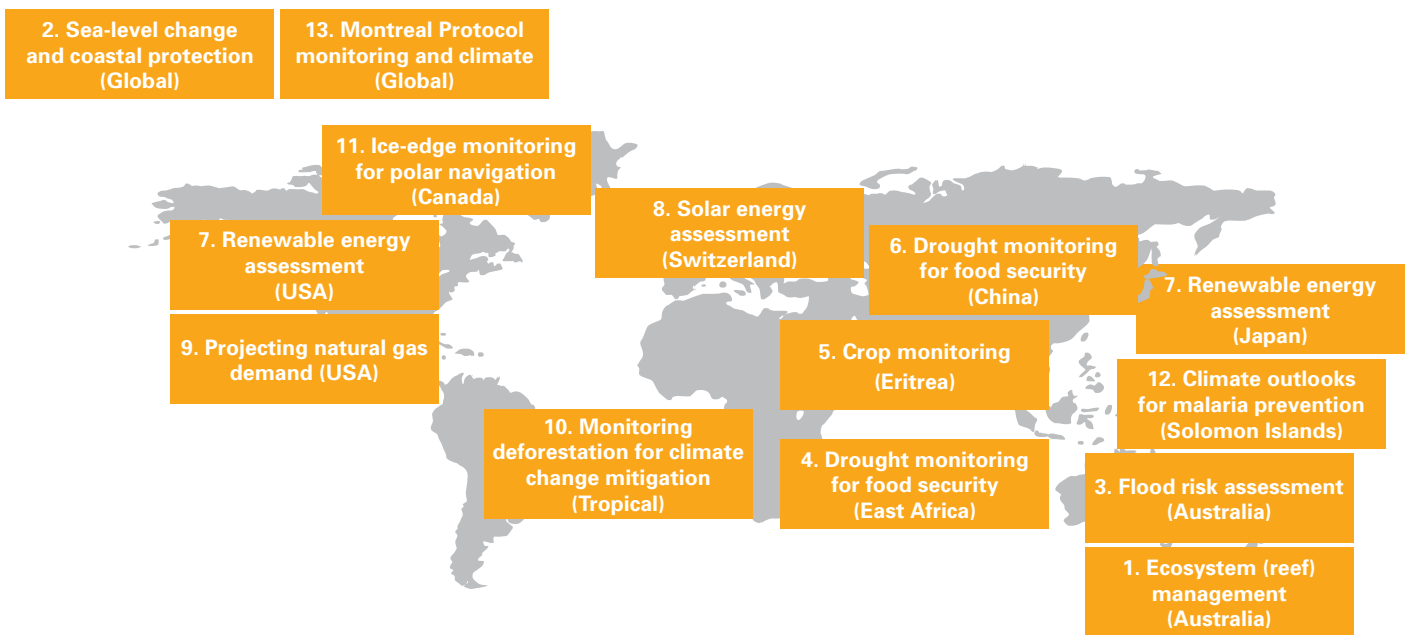 2. Sea-level change
and coastal protection
(Global)
13. Montreal Protocol
monitoring and climate
(Global)
11. Ice-edge monitoring
for polar navigation
(Canada)
8. Solar energy
assessment
(Switzerland)
7. Renewable energy
assessment
(USA)
6. Drought monitoring
for food security
(China)
7. Renewable energy
assessment
(Japan)
9. Projecting natural gas
demand (USA)
5. Crop monitoring
(Eritrea)
12. Climate outlooks
for malaria prevention
(Solomon Islands)
10. Monitoring
deforestation for climate
change mitigation
(Tropical)
4. Drought monitoring
for food security
(East Africa)
3. Flood risk assessment
(Australia)
1. Ecosystem (reef)
management
(Australia)